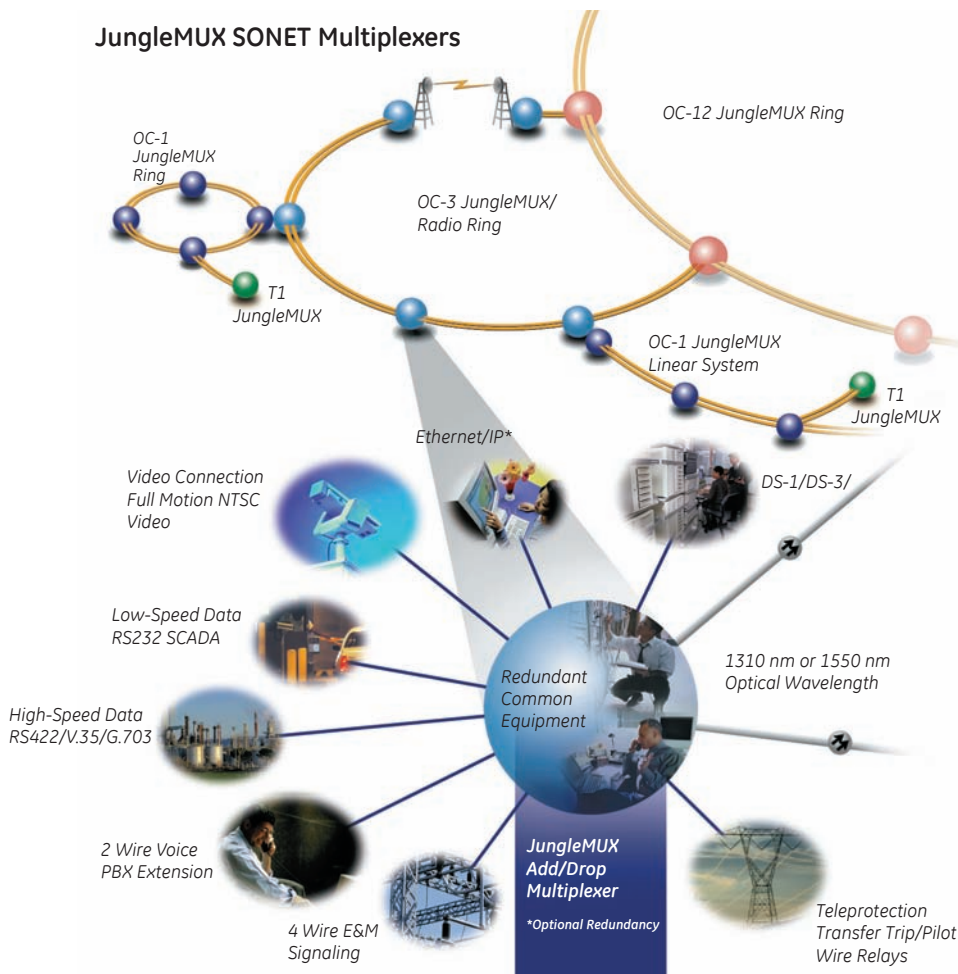 JungleMUX SONET Multiplexers
OC-12 JungleMUX Ring
OC-1
JungleMUX
Ring
OC-3 JungleMUX/
Radio Ring
T1
JungleMUX
OC-1 JungleMUX
Linear System
T1
JungleMUX
Ethernet/IP*
DS-1/DS-3/
Video Connection
Full Motion NTSC
Video
Low-Speed Data
RS232 SCADA
Redundant
Common
Equipment
1310 nm or 1550 nm
Optical Wavelength
High-Speed Data
RS422/V.35/G.703
2 Wire Voice
PBX Extension
4 Wire E&M
Signaling
JungleMUX
Add/Drop
Multiplexer
*Optional Redundancy
Teleprotection
Transfer Trip/Pilot
Wire Relays